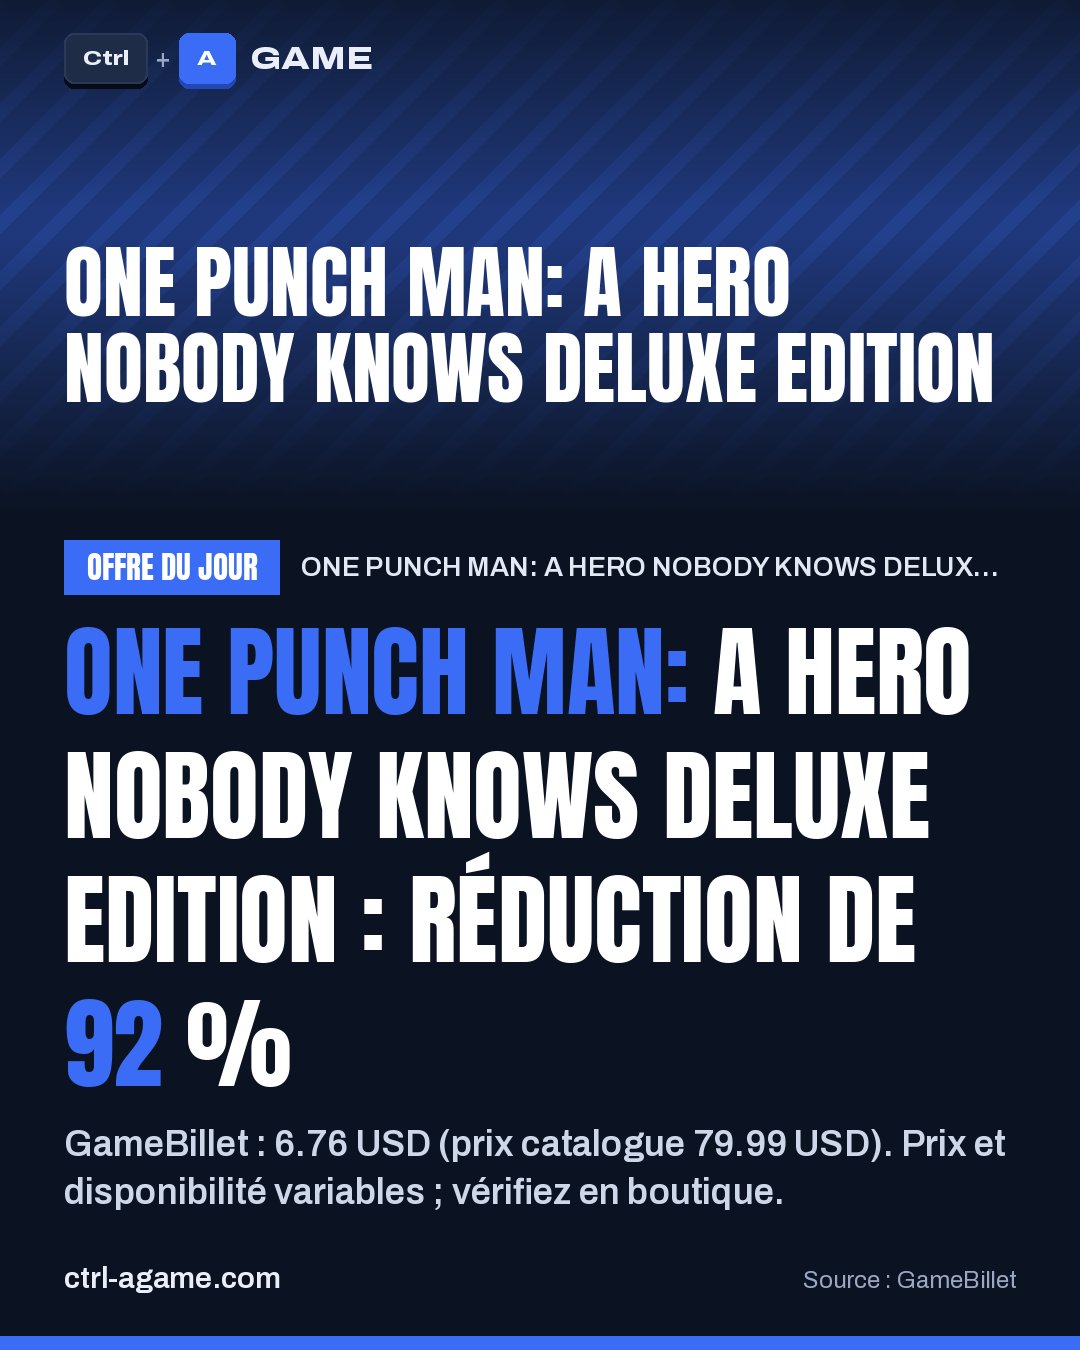 Ctrl + A GAME
ONE PUNCH MAN: A HERO
NOBODY KNOWS DELUXE EDITION
OFFRE DU JOUR ONE PUNCH MAN: A HERO NOBODY KNOWS DELUX...
ONE PUNCH MAN: A HERO
NOBODY KNOWS DELUXE
EDITION : RÉDUCTION DE
92 %
GameBillet : 6.76 USD (prix catalogue 79.99 USD). Prix et
disponibilité variables ; vérifiez en boutique.
ctrl-agame.com Source : GameBillet